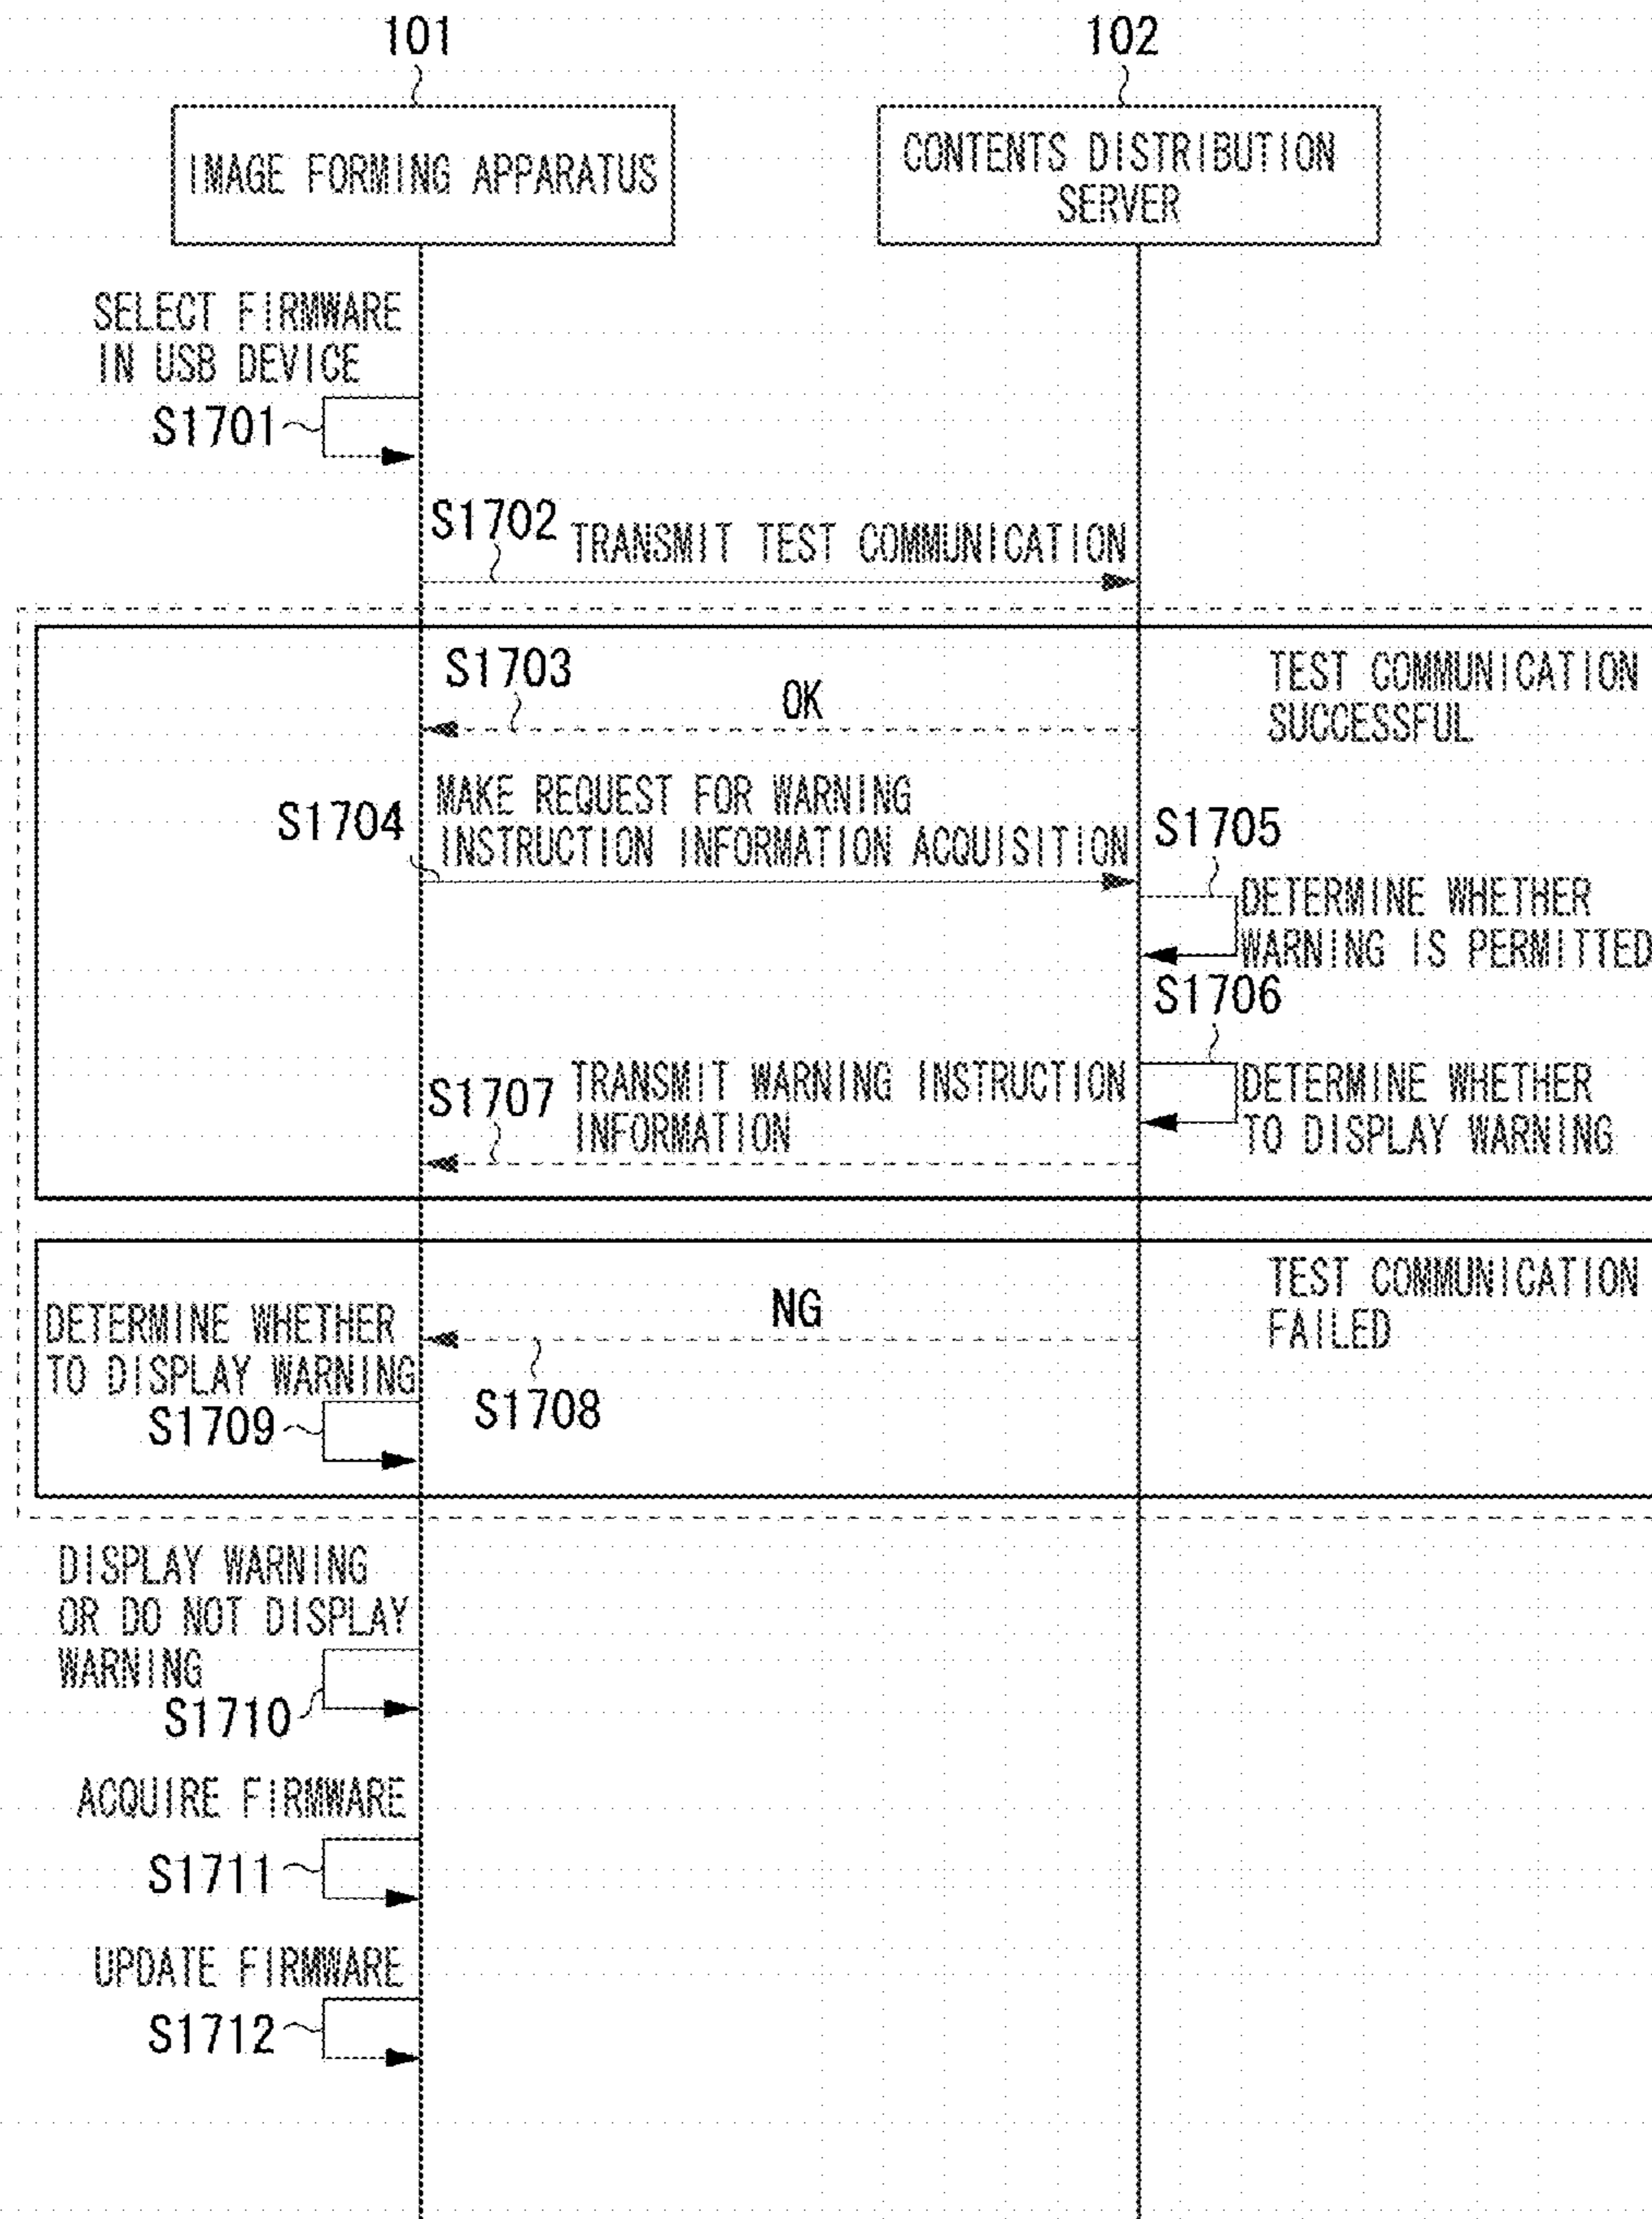 101
102
IMAGE FORMING APPARATUS
CONTENTS DISTRIBUTION
SERVER
SELECT FIRMWARE
IN USB DEVICE
S1701
S1702
TRANSMIT TEST COMMUNICATION
S1703
OK
TEST COMMUNICATION
SUCCESSFUL
S1704
MAKE REQUEST FOR WARNING
INSTRUCTION INFORMATION ACQUISITION
S1705
DETERMINE WHETHER
WARNING IS PERMITTED
S1706
DETERMINE WHETHER
TO DISPLAY WARNING
S1707
TRANSMIT WARNING INSTRUCTION
INFORMATION
TEST COMMUNICATION
FAILED
NG
S1708
DETERMINE WHETHER
TO DISPLAY WARNING
S1709
DISPLAY WARNING
OR DO NOT DISPLAY
WARNING
S1710
ACQUIRE FIRMWARE
S1711
UPDATE FIRMWARE
S1712